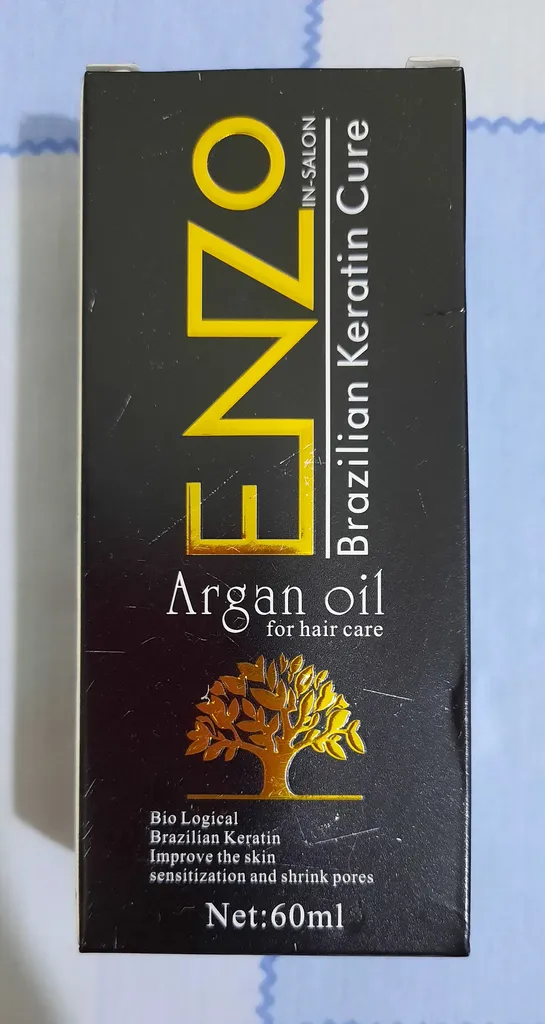 ENZO
IN-SALON
Brazilian Keratin Cure
Argan oil
for hair care
Bio Logical
Brazilian Keratin
Improve the skin
sensitization and shrink pores
Net:60ml